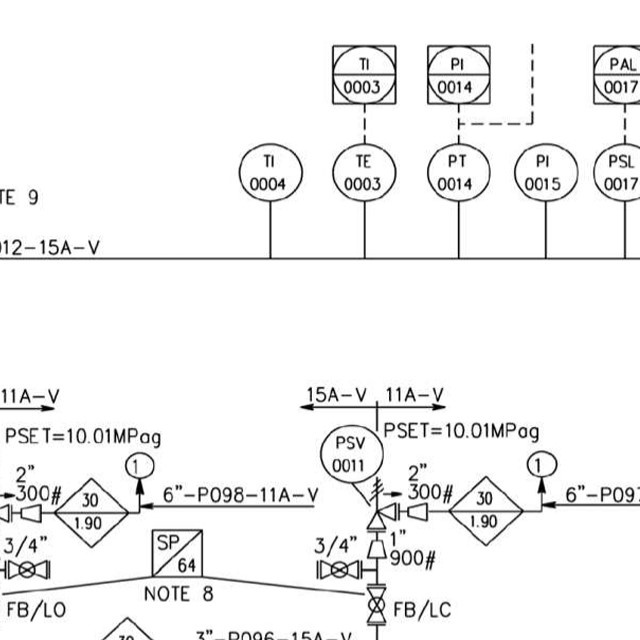 TI PI PAL
0003 0014 0017
TI TE PT PI PSL
0004 0003 0014 0015 0017
TE 9
012-15A-V
11A-V 15A-V 11A-V
PSET=10.01MPag PSV PSET=10.01MPag
0011
2" 1 2" 1
300# 30 6"-P098-11A-V 300# 30 6"-P097
1.90 1.90
3/4" SP 3/4" 1"
64 900#
NOTE 8
FB/LO FB/LC
30 3"-P096-15A-V